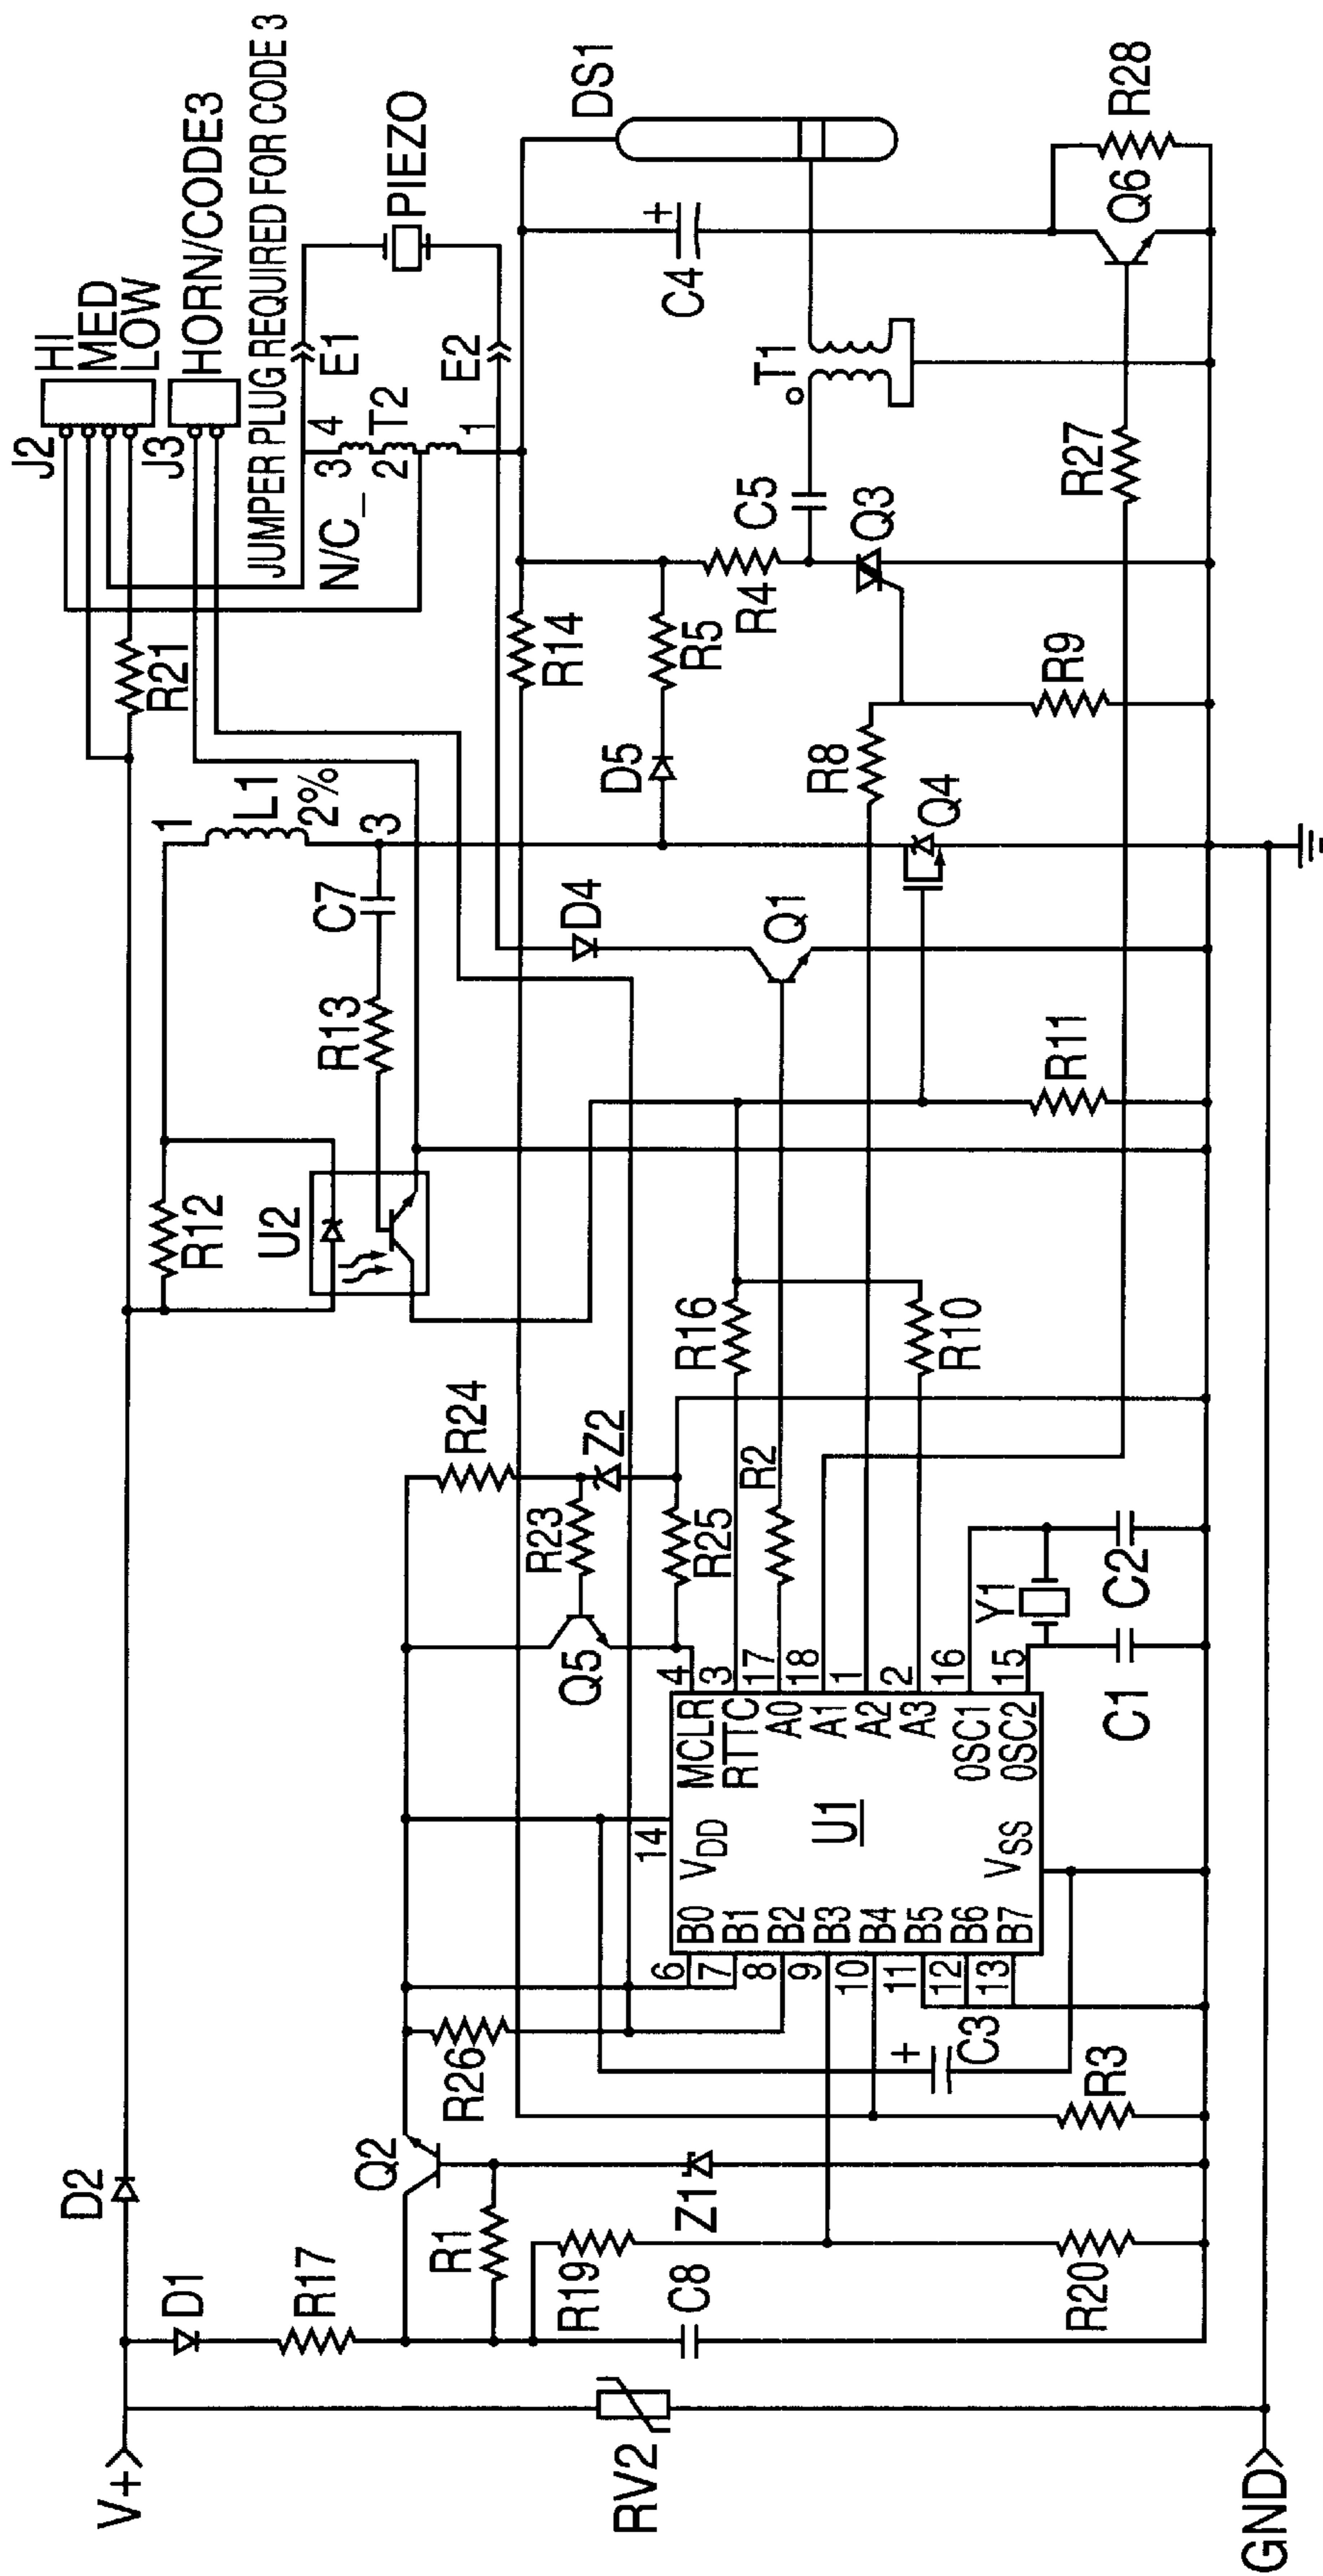 V+
D2
D1
R17
RV2
GND
Q2
R1
R19
C8
Z1
R20
R26
C3
R3
6
7
8
9
10
11
12
13
B0
B1
B2
B3
B4
B5
B6
B7
14
VDD
U1
VSS
MCLR
RTTC
A0
A1
A2
A3
OSC1
OSC2
4
3
17
18
1
2
16
15
Q5
R23
R24
Z2
R25
R2
Y1
C1
C2
R16
R10
R12
U2
R13
C7
L1
2%
1
3
R11
D4
Q1
Q4
D5
R5
R8
R9
R21
R14
R4
C5
Q3
J2
HI
MED
LOW
J3
HORN/CODE3
JUMPER PLUG REQUIRED FOR CODE 3
N/C_
3
4
2
T2
1
E1
E2
PIEZO
T1
C4
+
DS1
R27
Q6
R28
+